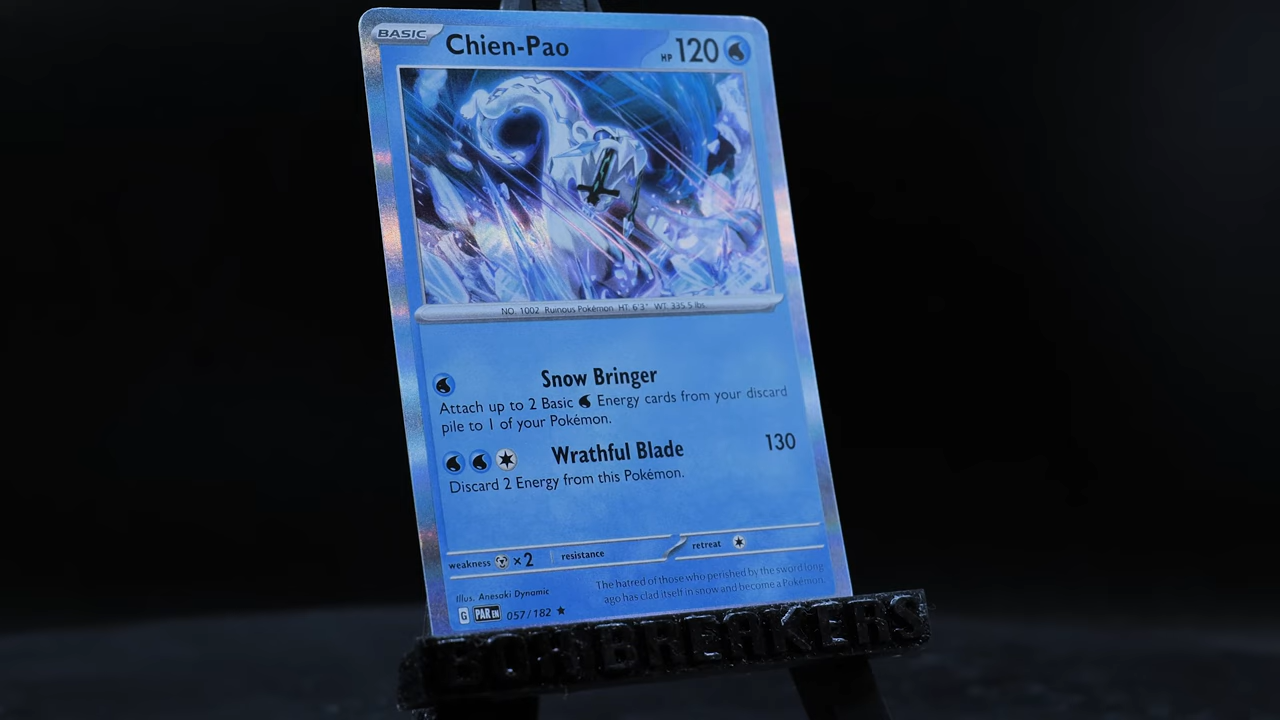 BASIC
Chien-Pao
HP 120
NO. 1002 Ruinous Pokémon HT: 6'3" WT: 335.5 lbs.
Snow Bringer
Attach up to 2 Basic Energy cards from your discard
pile to 1 of your Pokémon.
Wrathful Blade 130
Discard 2 Energy from this Pokémon.
weakness ×2 resistance retreat
Illus. Anesaki Dynamic
The hatred of those who perished by the sword long
ago has clad itself in snow and become a Pokémon.
G PAR EN 057/182 ★
BREAKERS